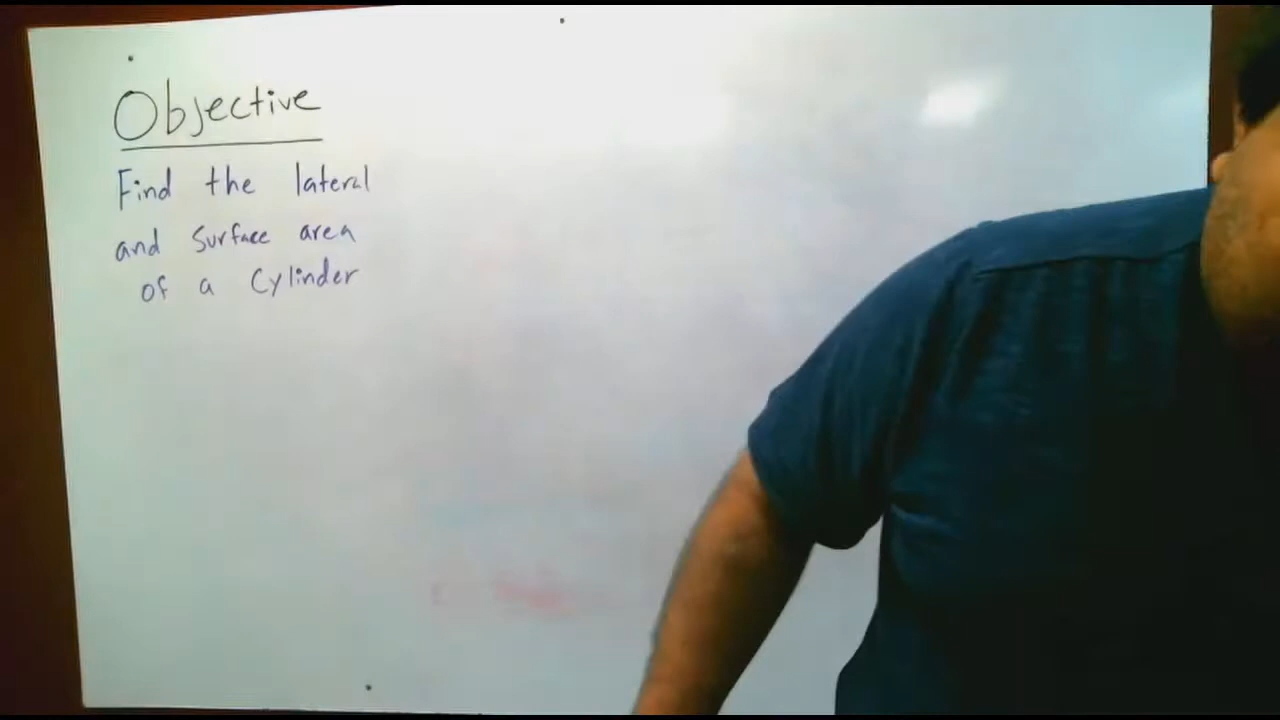 Objective
Find the lateral
and surface area
of a Cylinder